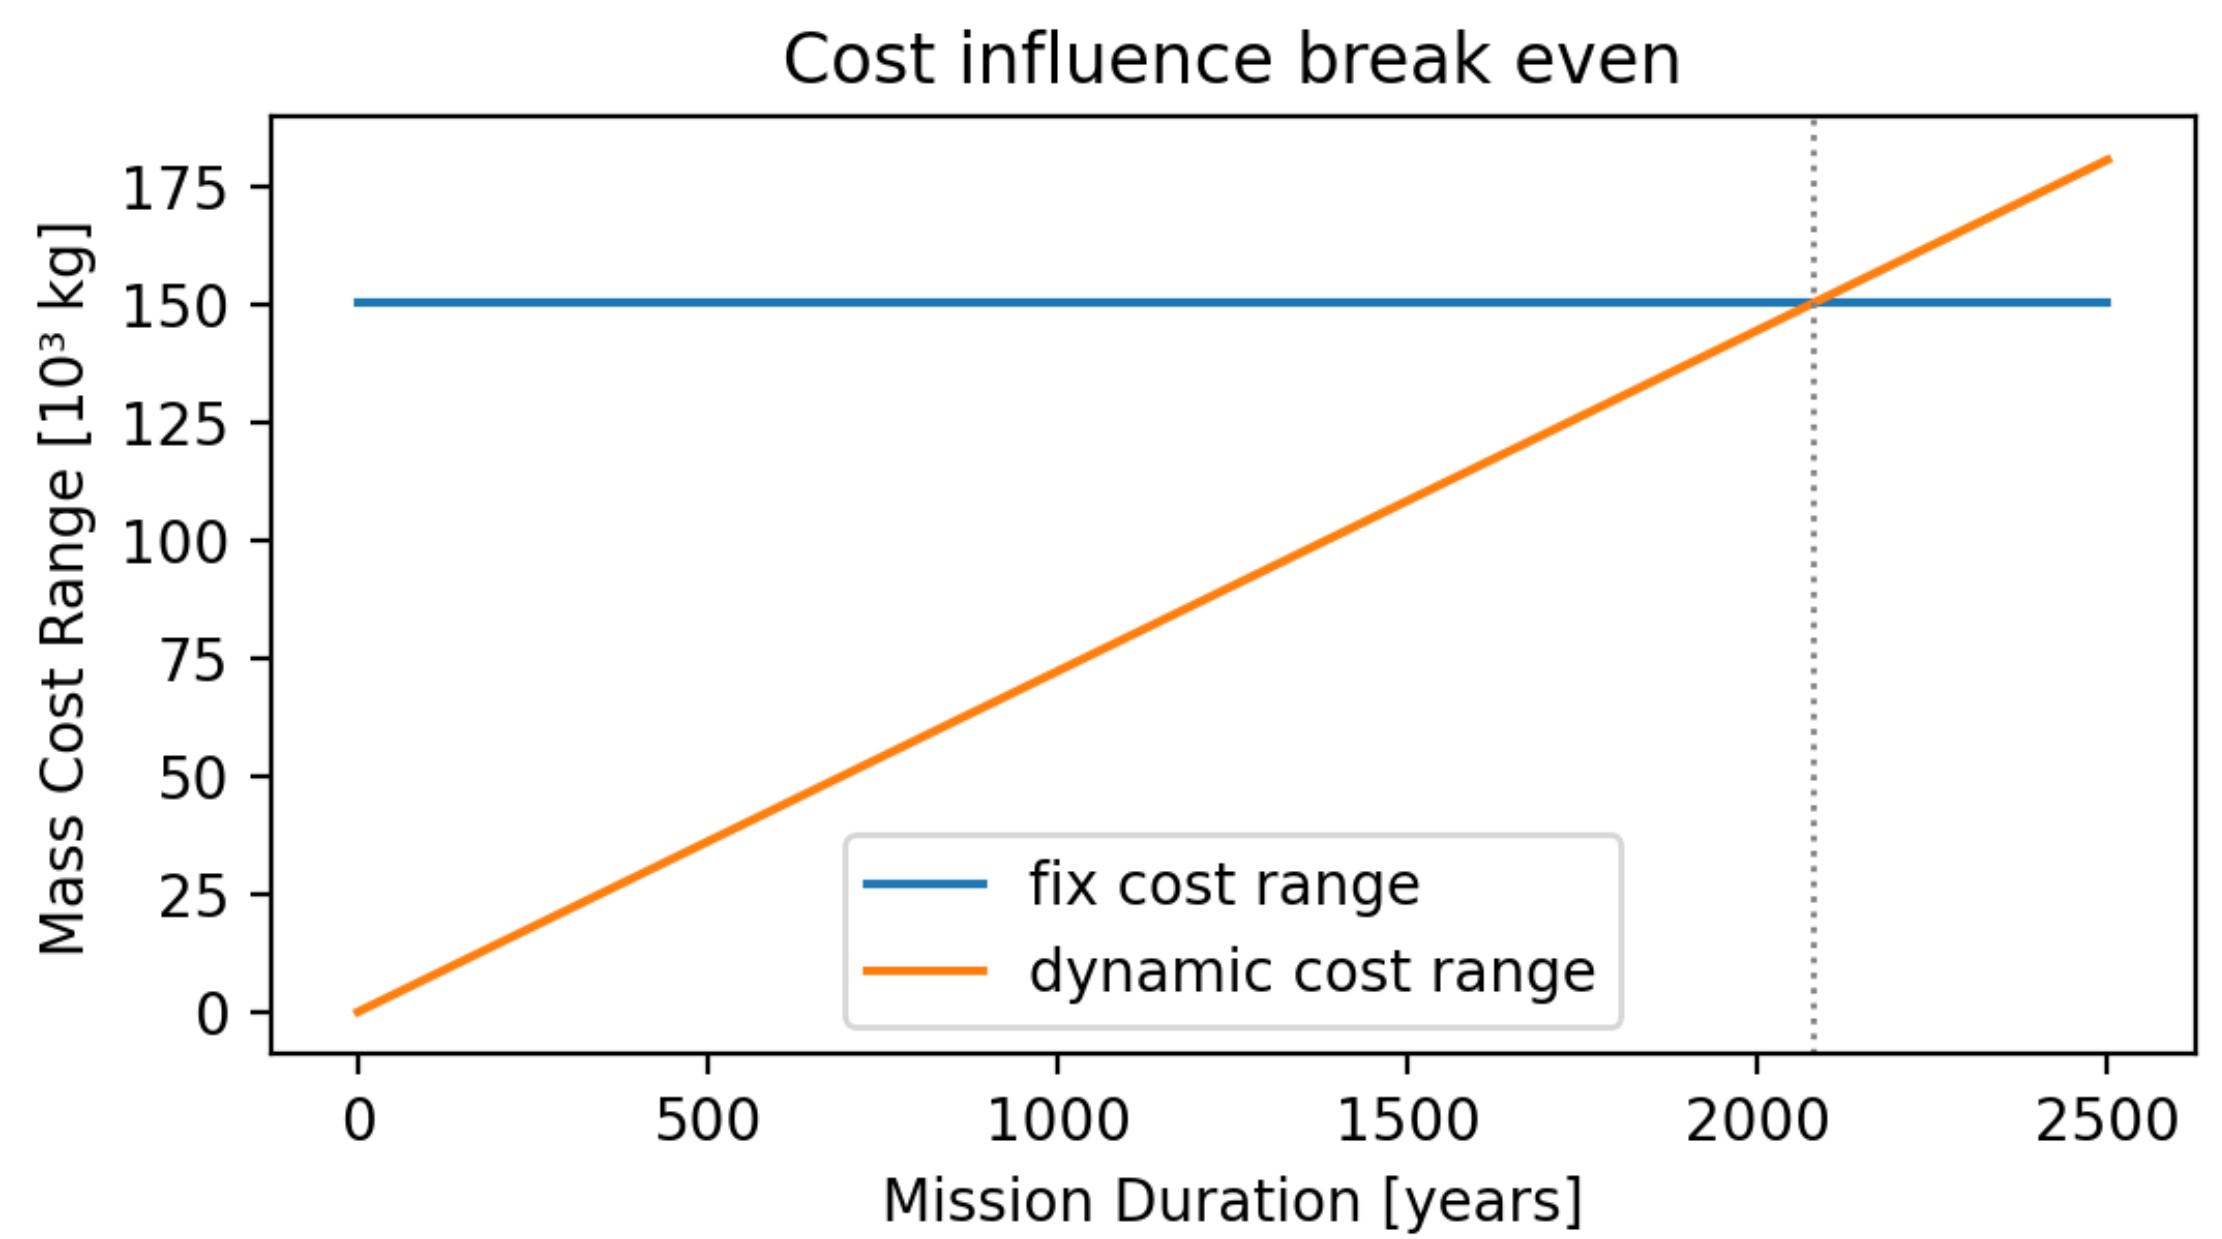 Cost influence break even
Mass Cost Range [10³ kg]
175
150
125
100
75
50
25
0
fix cost range
dynamic cost range
0 500 1000 1500 2000 2500
Mission Duration [years]